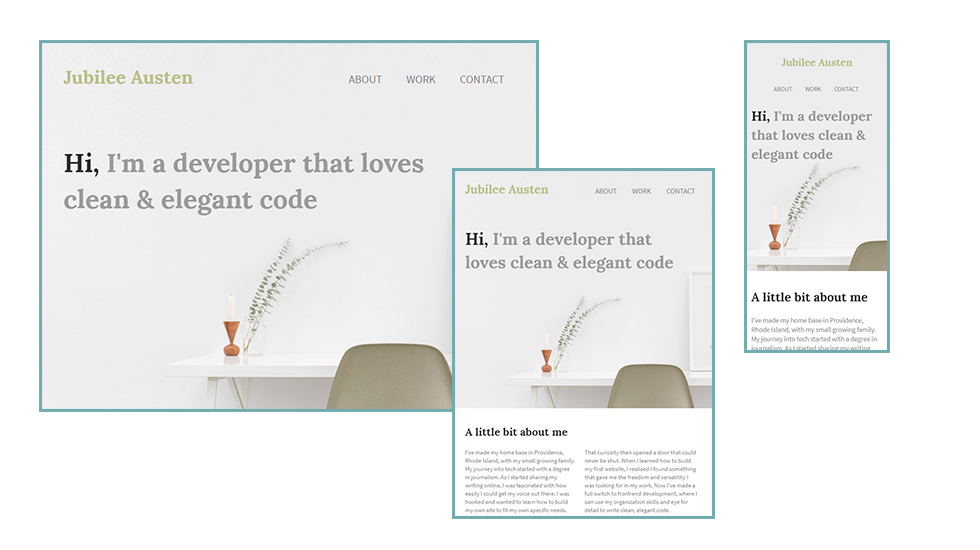 Jubilee Austen
ABOUT WORK CONTACT
Hi, I'm a developer that loves
clean & elegant code
Jubilee Austen
ABOUT WORK CONTACT
Hi, I'm a developer that
loves clean & elegant code
A little bit about me
I've made my home base in Providence,
Rhode Island, with my small growing family.
My journey into tech started with a degree
in journalism. As I started sharing my
writing online, I was fascinated with how
easily I could get my voice out there. I was
hooked and wanted to learn how to build
my own site to fit my own specific needs.
That curiosity then opened a door that could
never be shut. When I learned how to build
my first website, I realized I found something
that gave me the freedom and versatility I
was looking for in my work. Now I've made a
full switch to front-end development, where I
can use my organization skills and eye for
detail to write clean, elegant code.
Jubilee Austen
ABOUT WORK CONTACT
Hi, I'm a developer
that loves clean &
elegant code
A little bit about me
I've made my home base in Providence,
Rhode Island, with my small growing family.
My journey into tech started with a degree in
journalism. As I started sharing my writing